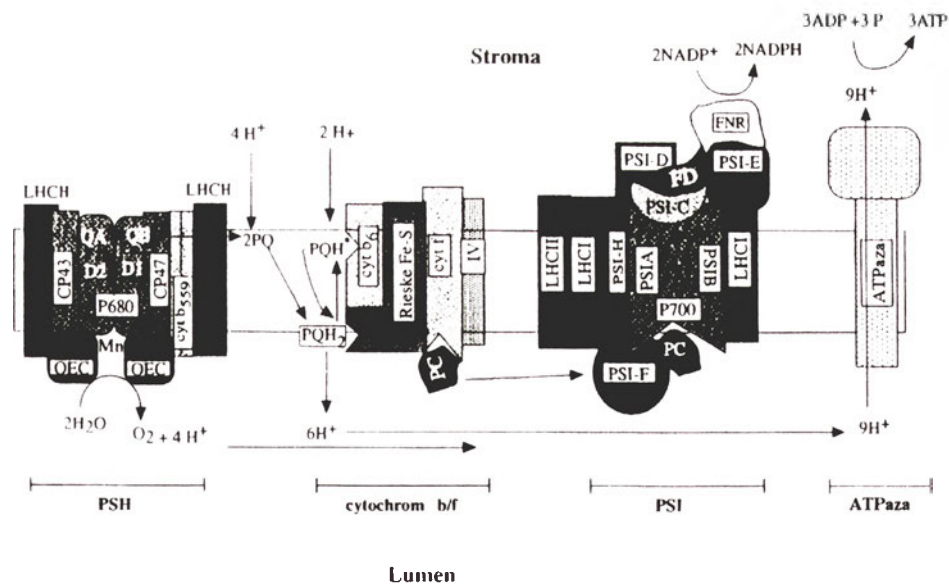 3ADP +3 P 3ATP
Stroma
2NADP+ 2NADPH
9H+
4 H+ 2 H+
FNR
PSI-D PSI-E
LHCH LHCH
FD
PSI-C
QA QB
2PQ PQH•
cyt b6
Rieske Fe-S
cyt f
IV
CP43
D2 D1
CP47
cyt b559
LHCII
LHCI
PSI-H
PSIA
PSIB
LHCI
ATPaza
P680
P700
Mn
PQH2
PC
PC
OEC OEC
PSI-F
2H2O
O2 + 4 H+
6H+
9H+
PSH
cytochrom b/f
PSI
ATPaza
Lumen